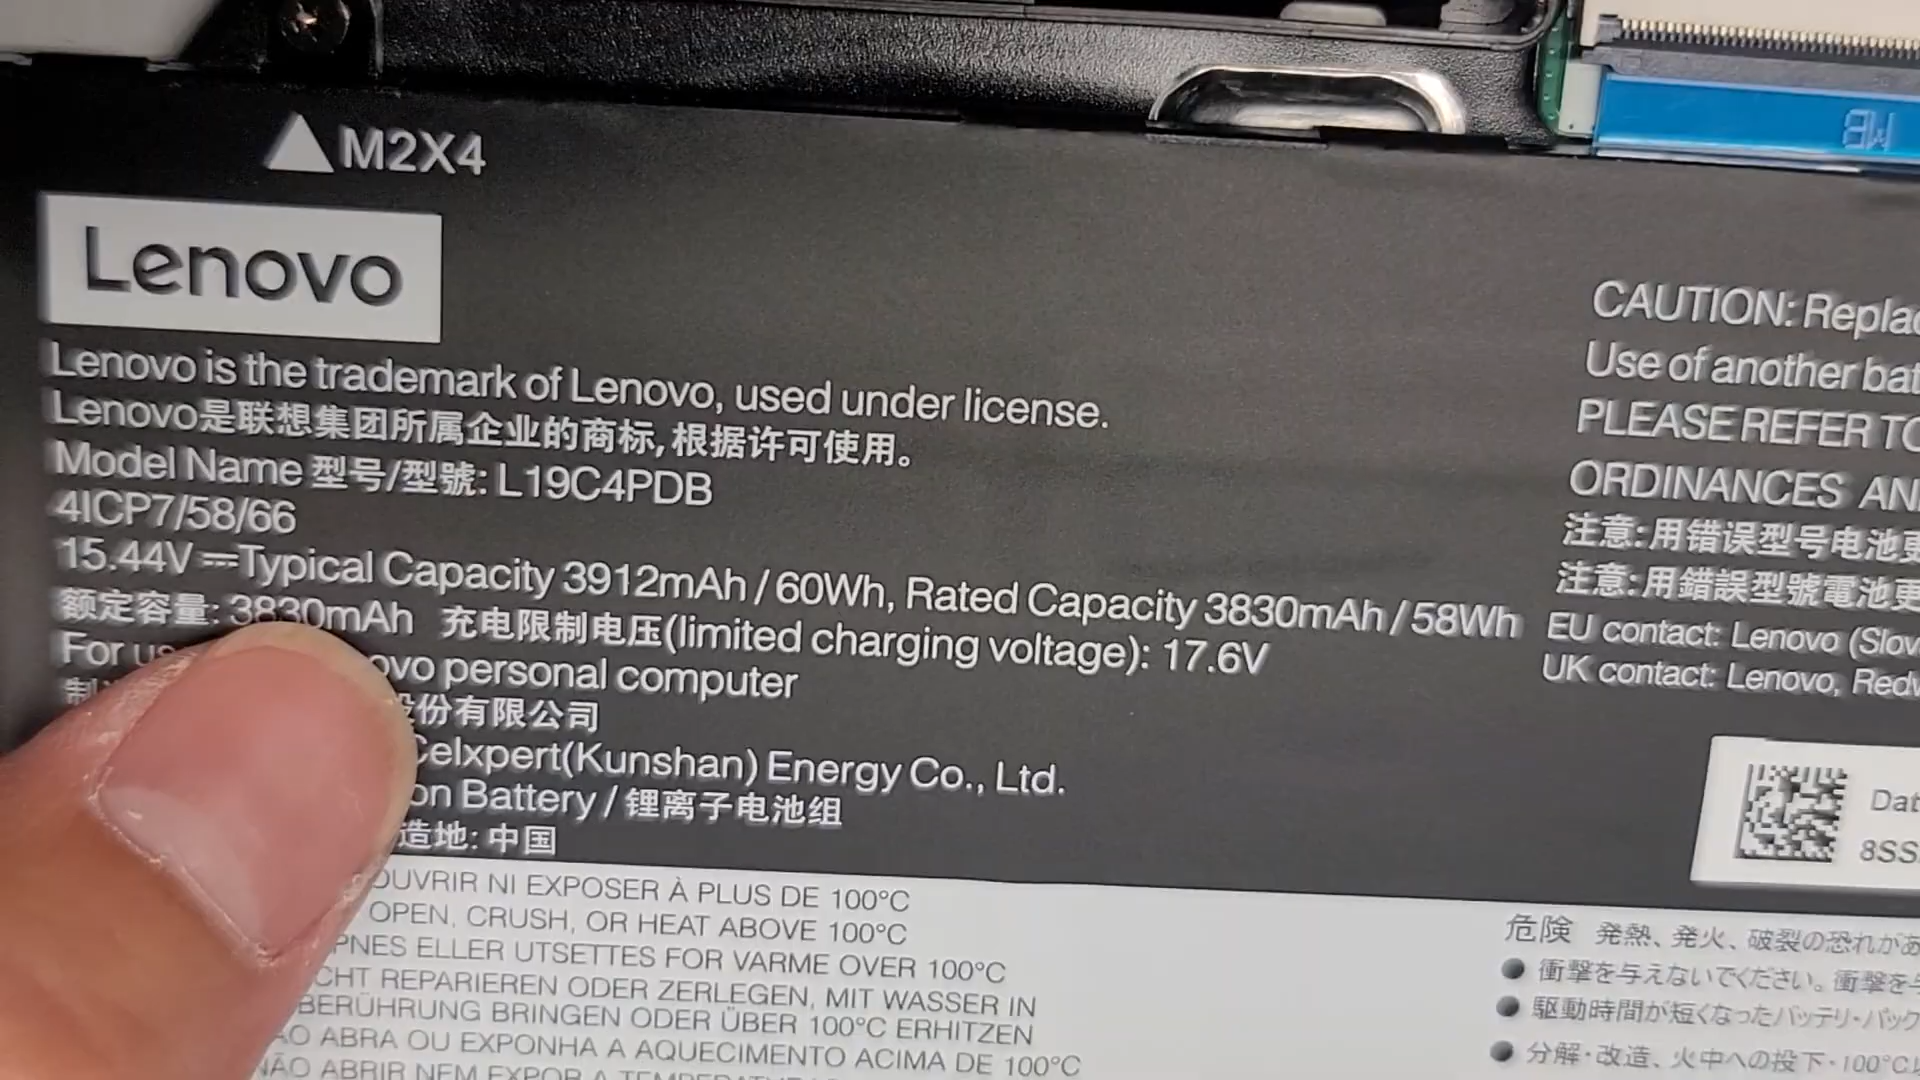 M2X4
Lenovo
Lenovo is the trademark of Lenovo, used under license.
Lenovo是联想集团所属企业的商标,根据许可使用。
Model Name 型号/型號: L19C4PDB
4ICP7/58/66
15.44V ⎓Typical Capacity 3912mAh / 60Wh, Rated Capacity 3830mAh / 58Wh
额定容量: 3830mAh 充电限制电压(limited charging voltage): 17.6V
For personal computer
份有限公司
Celxpert(Kunshan) Energy Co., Ltd.
Battery / 锂离子电池组
造地: 中国
OUVRIR NI EXPOSER À PLUS DE 100°C
OPEN, CRUSH, OR HEAT ABOVE 100°C
ELLER UTSETTES FOR VARME OVER 100°C
REPARIEREN ODER ZERLEGEN, MIT WASSER IN
BERÜHRUNG BRINGEN ODER ÜBER 100°C ERHITZEN
ABRA OU EXPONHA A AQUECIMENTO ACIMA DE 100°C
NÃO ABRIR NEM EXPOR A
CAUTION:
Use of another
PLEASE REFER TO
ORDINANCES
注意:用错误型号电池
注意:用錯誤型號電池
EU contact: Lenovo
UK contact: Lenovo,
8SS
危険 発熱、発火、破裂の恐れが
衝撃を与えないでください。衝撃を
駆動時間が短くなったバッテリ・パック
分解・改造、火中への投下・100°C